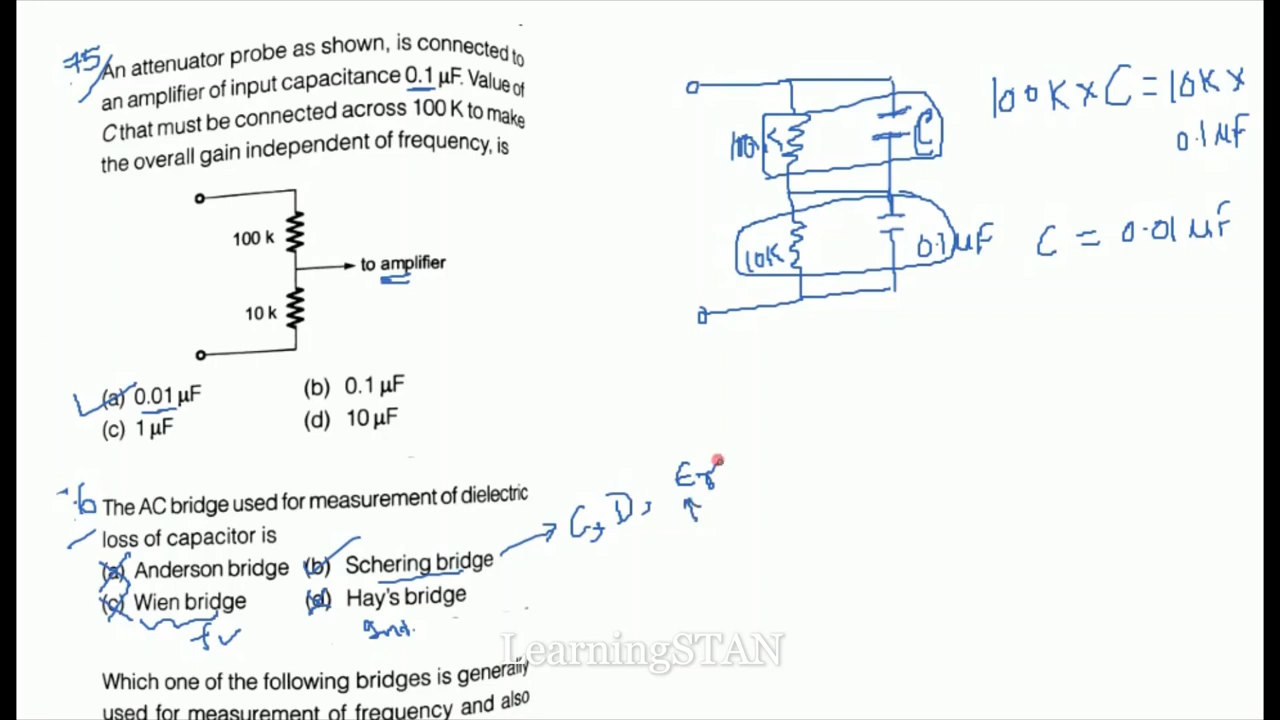 75
An attenuator probe as shown, is connected to
an amplifier of input capacitance 0.1 μF. Value of
C that must be connected across 100 K to make
the overall gain independent of frequency, is
100 k
to amplifier
10 k
(a) 0.01 μF
(b) 0.1 μF
(c) 1 μF
(d) 10 μF
C
10K
0.1 μF
100K × C = 10K ×
0.1 μF
C = 0.01 μF
The AC bridge used for measurement of dielectric
loss of capacitor is
(a) Anderson bridge
(b) Schering bridge
(c) Wien bridge
(d) Hay's bridge
C, D,
εr
f
Ind.
LearningSTAN
Which one of the following bridges is generally
used for measurement of frequency and also